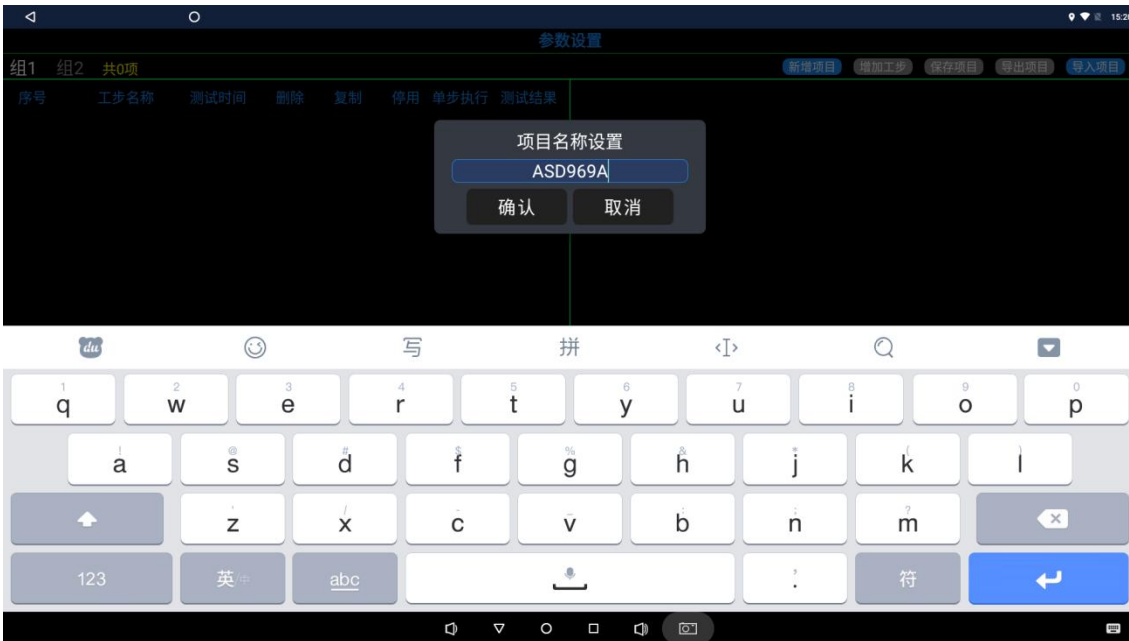 15:20
参数设置
组1 组2 共0项 新增项目 增加工步 保存项目 导出项目 导入项目
序号 工步名称 测试时间 删除 复制 停用 单步执行 测试结果
项目名称设置
ASD969A
确认 取消
du 写 拼
1 2 3 4 5 6 7 8 9 0
q w e r t y u i o p
! @ # $ % & * ( )
a s d f g h j k l
' / - _ : ; ?
z x c v b n m
123 英/中 abc , . 符